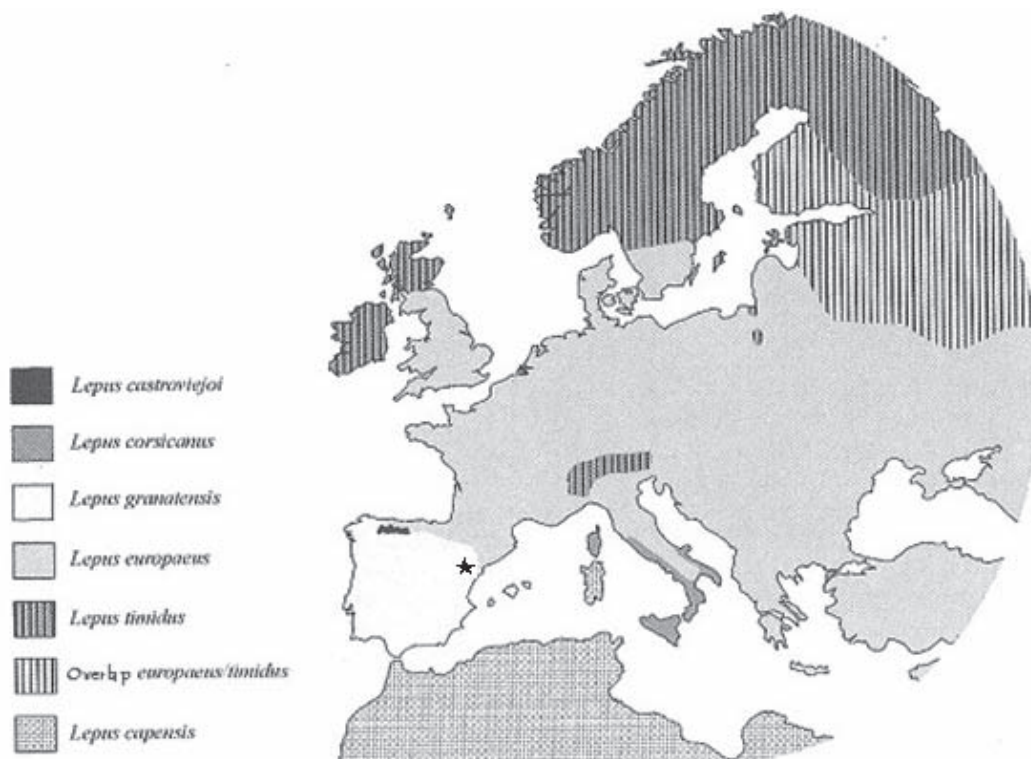 Lepus castroviejoi
Lepus corsicanus
Lepus granatensis
Lepus europaeus
Lepus timidus
Overlap europaeus/timidus
Lepus capensis